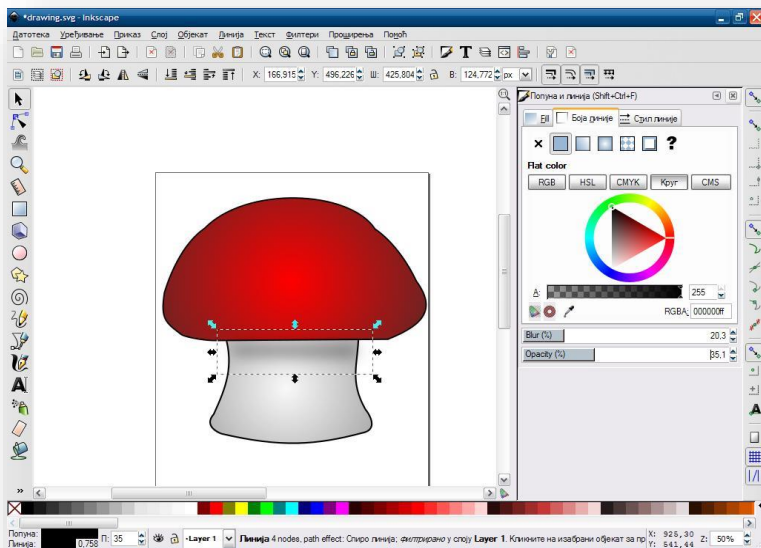 *drawing.svg - Inkscape
Датотека Уређивање Приказ Слој Објекат Линија Текст Филтери Проширења Помоћ
X: 166,915 Y: 496,226 Ш: 425,804 В: 124,772 px
Попуна и линија (Shift+Ctrl+F)
Fill Боја линије Стил линије
Flat color
RGB HSL CMYK Круг CMS
A: 255
RGBA: 000000ff
Blur (%) 20,3
Opacity (%) 35,1
Попуна: П: 35 -Layer 1 Линија 4 nodes, path effect: Спиро линија; филтрирано у слоју Layer 1. Кликните на изабрани објекат за пр X: 925,30 Z: 50%
Линија: 0,758 Y: 541,44